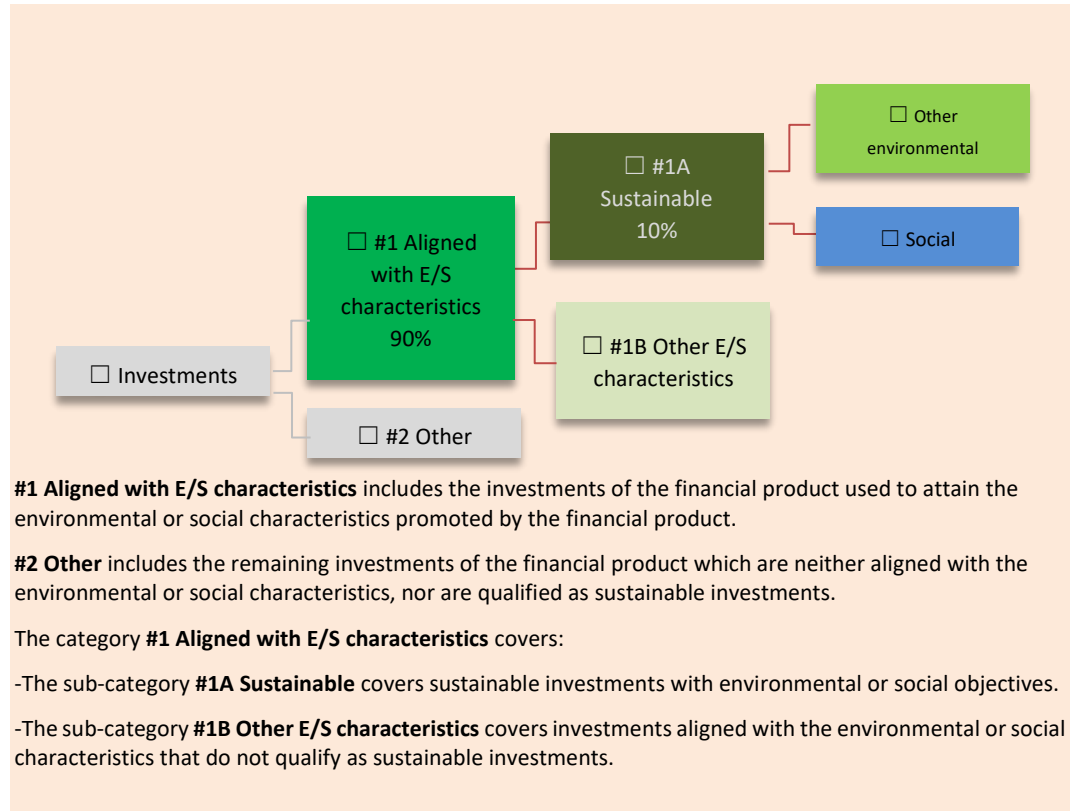 ☐ Other
environmental
☐ #1A
Sustainable
10%
☐ Social
☐ #1 Aligned
with E/S
characteristics
90%
☐ #1B Other E/S
characteristics
☐ Investments
☐ #2 Other
#1 Aligned with E/S characteristics includes the investments of the financial product used to attain the
environmental or social characteristics promoted by the financial product.
#2 Other includes the remaining investments of the financial product which are neither aligned with the
environmental or social characteristics, nor are qualified as sustainable investments.
The category #1 Aligned with E/S characteristics covers:
-The sub-category #1A Sustainable covers sustainable investments with environmental or social objectives.
-The sub-category #1B Other E/S characteristics covers investments aligned with the environmental or social
characteristics that do not qualify as sustainable investments.